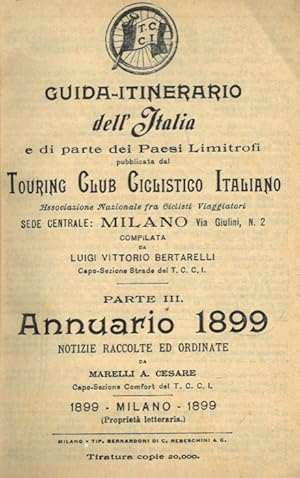 T.C.
C.I.
GUIDA-ITINERARIO
dell'Italia
e di parte dei Paesi Limitrofi
pubblicata dal
TOURING CLUB CICLISTICO ITALIANO
Associazione Nazionale fra Ciclisti Viaggiatori
SEDE CENTRALE: MILANO Via Giulini, N. 2
COMPILATA
DA
LUIGI VITTORIO BERTARELLI
Capo-Sezione Strade del T. C. C. I.
PARTE III.
Annuario 1899
NOTIZIE RACCOLTE ED ORDINATE
DA
MARELLI A. CESARE
Capo-Sezione Comfort del T. C. C. I.
1899 - MILANO - 1899
(Proprietà letteraria.)
MILANO - TIP. BERNARDONI DI C. REBESCHINI & C.
Tiratura copie 20,000.